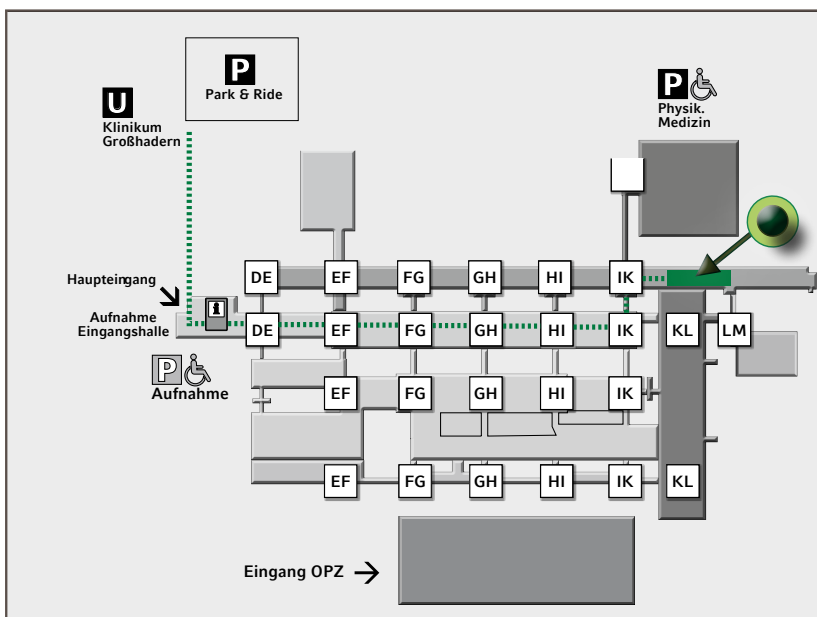 P
Park & Ride
U
Klinikum
Großhadern
P
Physik.
Medizin
Haupteingang
Aufnahme
Eingangshalle
i
P
Aufnahme
DE EF FG GH HI IK
DE EF FG GH HI IK KL LM
EF FG GH HI IK
EF FG GH HI IK KL
Eingang OPZ